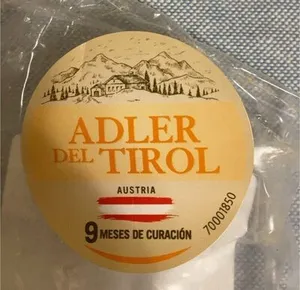 ADLER
DEL TIROL
AUSTRIA
9 MESES DE CURACIÓN
70001850